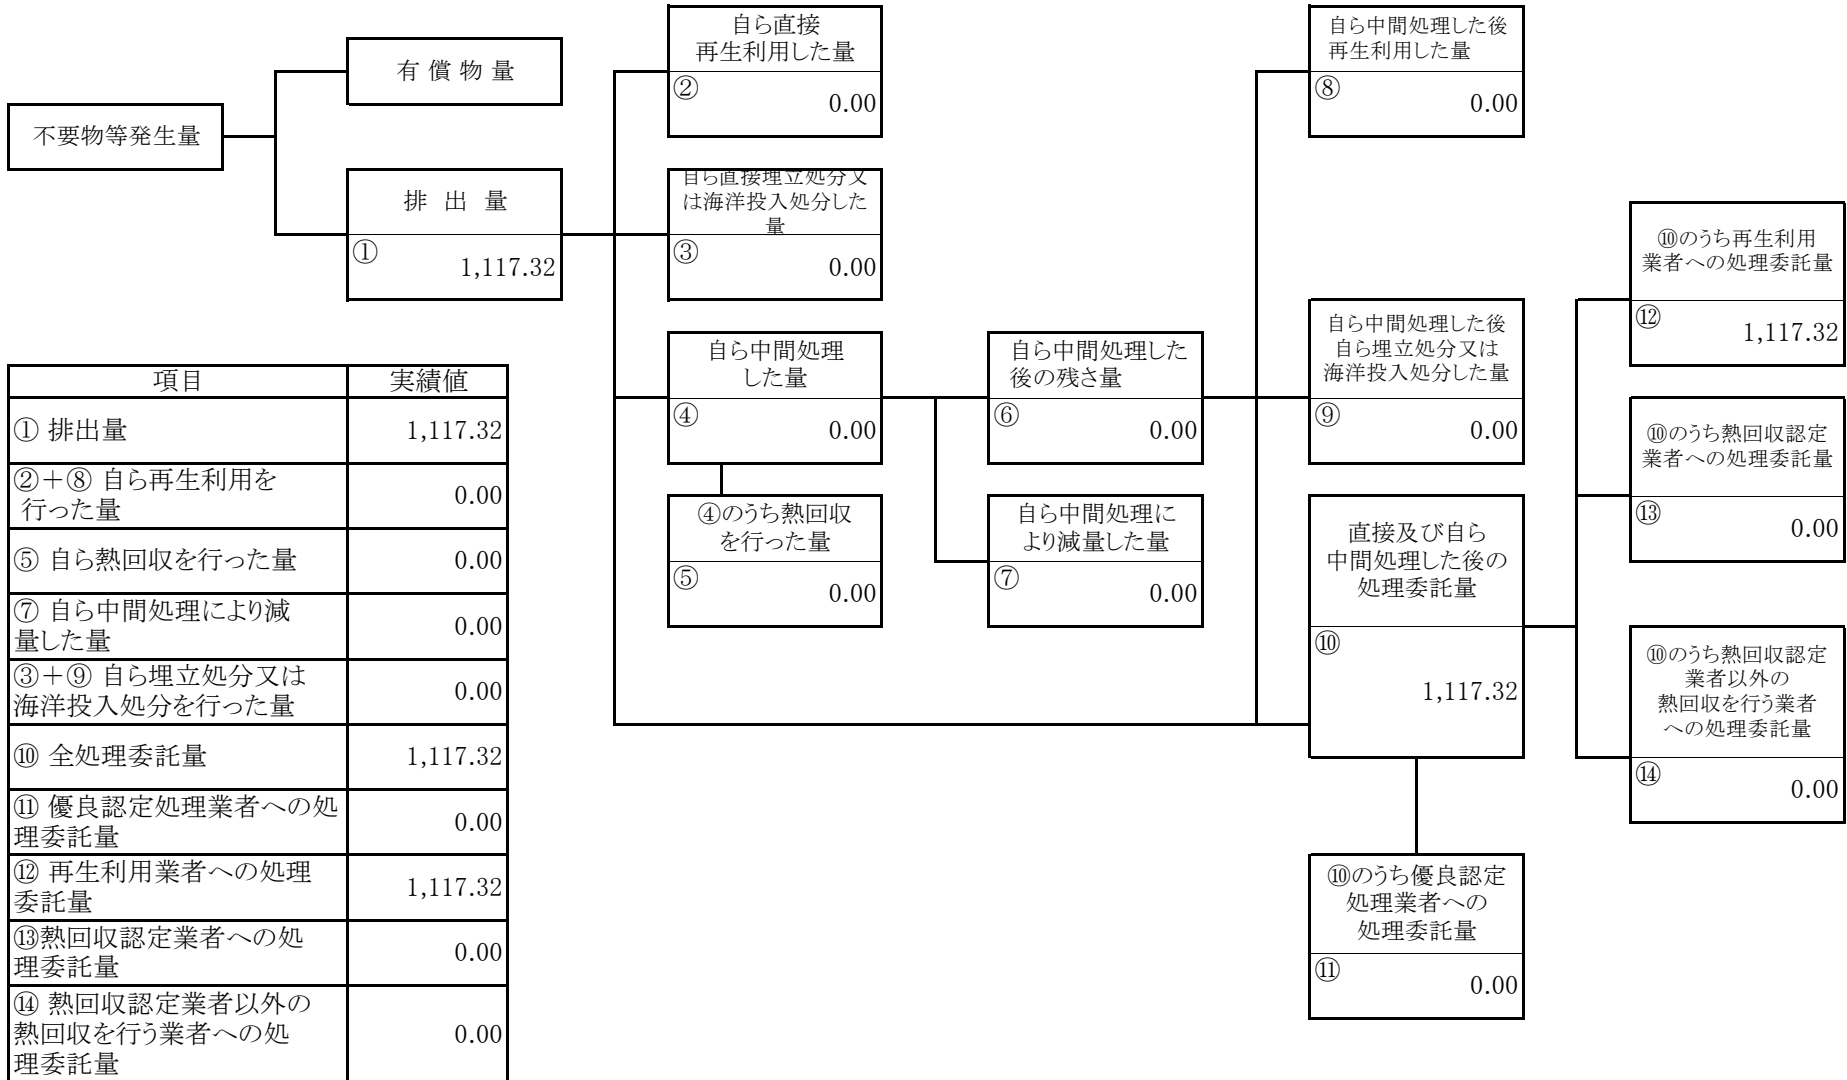 不要物等発生量
有 償 物 量
排 出 量
①
1,117.32
自ら直接
再生利用した量
②
0.00
自ら直接埋立処分又
は海洋投入処分した
量
③
0.00
自ら中間処理
した量
④
0.00
④のうち熱回収
を行った量
⑤
0.00
自ら中間処理した
後の残さ量
⑥
0.00
自ら中間処理に
より減量した量
⑦
0.00
自ら中間処理した後
再生利用した量
⑧
0.00
自ら中間処理した後
自ら埋立処分又は
海洋投入処分した量
⑨
0.00
直接及び自ら
中間処理した後の
処理委託量
⑩
1,117.32
⑩のうち優良認定
処理業者への
処理委託量
⑪
0.00
⑩のうち再生利用
業者への処理委託量
⑫
1,117.32
⑩のうち熱回収認定
業者への処理委託量
⑬
0.00
⑩のうち熱回収認定
業者以外の
熱回収を行う業者
への処理委託量
⑭
0.00
項目 実績値
① 排出量 1,117.32
②＋⑧ 自ら再生利用を
行った量 0.00
⑤ 自ら熱回収を行った量 0.00
⑦ 自ら中間処理により減
量した量 0.00
③＋⑨ 自ら埋立処分又は
海洋投入処分を行った量 0.00
⑩ 全処理委託量 1,117.32
⑪ 優良認定処理業者への処
理委託量 0.00
⑫ 再生利用業者への処理
委託量 1,117.32
⑬熱回収認定業者への処
理委託量 0.00
⑭ 熱回収認定業者以外の
熱回収を行う業者への処
理委託量 0.00